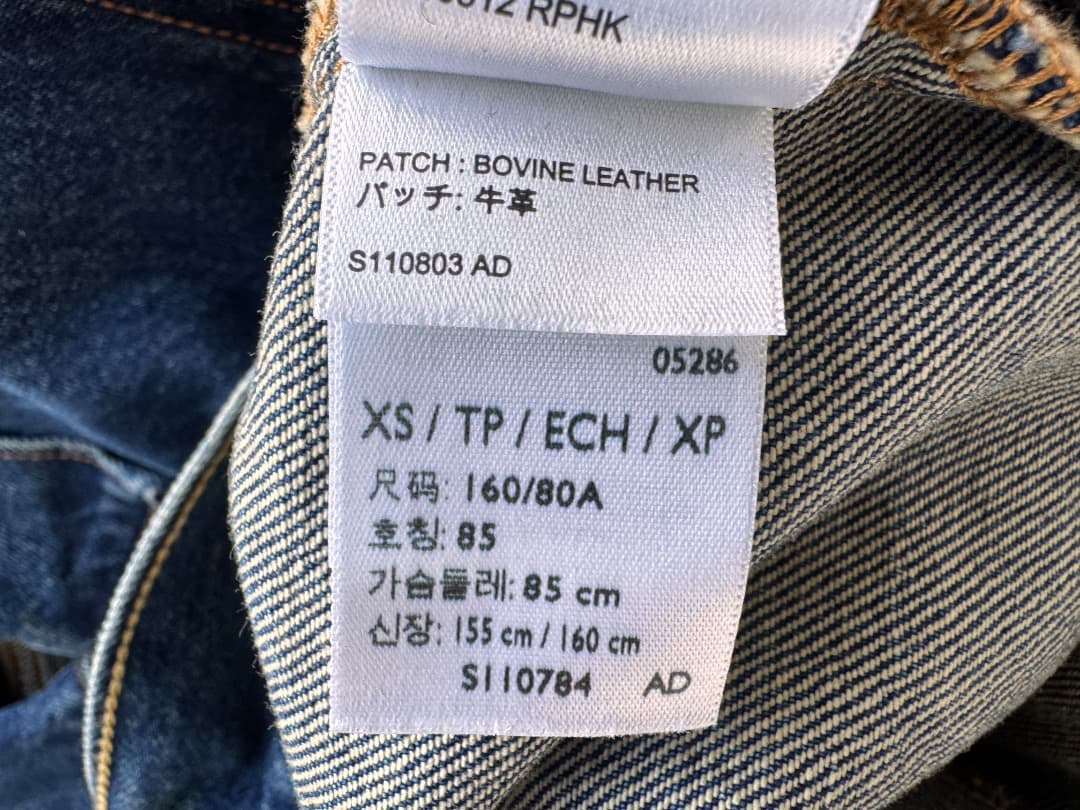 RPHK
PATCH : BOVINE LEATHER
パッチ: 牛革
S110803 AD
05286
XS / TP / ECH / XP
尺码: 160/80A
호칭: 85
가슴둘레: 85 cm
신장: 155 cm / 160 cm
S110784 AD